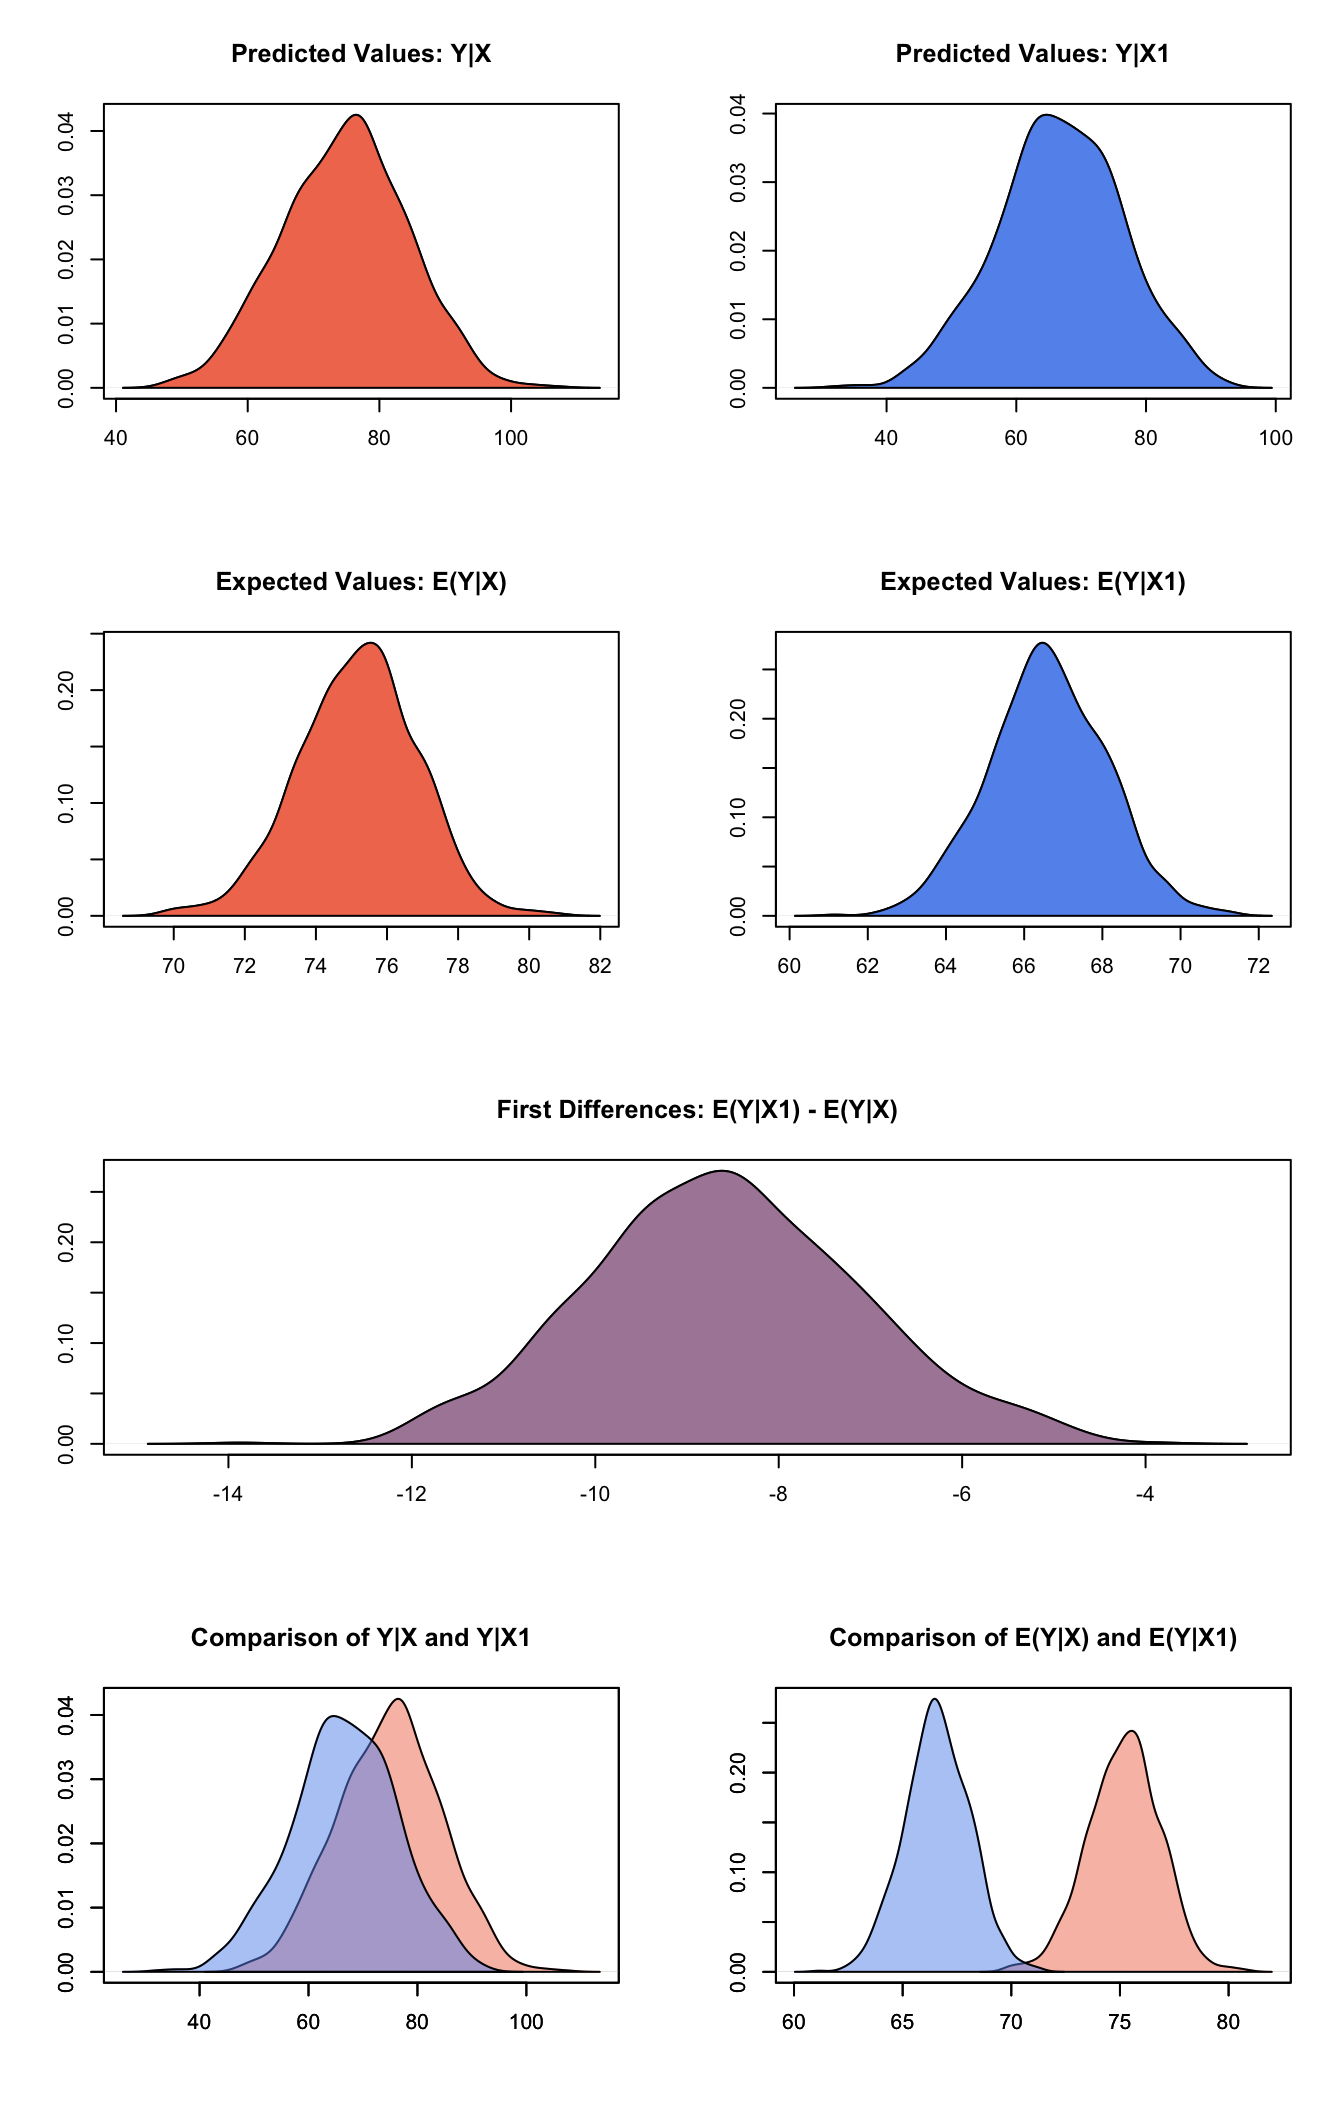 Predicted Values: Y|X
0.00 0.01 0.02 0.03 0.04
40 60 80 100
Predicted Values: Y|X1
0.00 0.01 0.02 0.03 0.04
40 60 80 100
Expected Values: E(Y|X)
0.00 0.10 0.20
70 72 74 76 78 80 82
Expected Values: E(Y|X1)
0.00 0.10 0.20
60 62 64 66 68 70 72
First Differences: E(Y|X1) - E(Y|X)
0.00 0.10 0.20
-14 -12 -10 -8 -6 -4
Comparison of Y|X and Y|X1
0.00 0.01 0.02 0.03 0.04
40 60 80 100
Comparison of E(Y|X) and E(Y|X1)
0.00 0.10 0.20
60 65 70 75 80